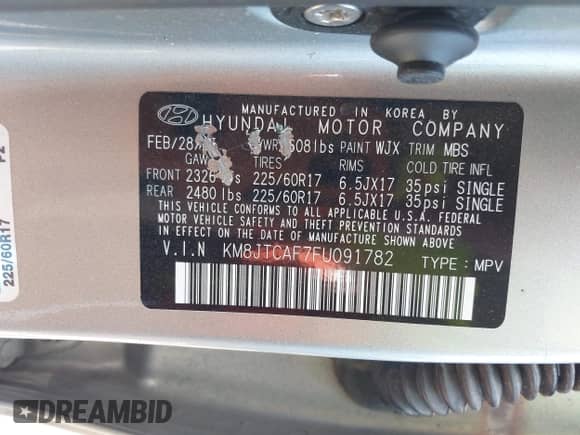 MANUFACTURED IN KOREA BY
HYUNDAI MOTOR COMPANY
FEB/28/ GVWR 608lbs PAINT WJX TRIM MBS
GAW TIRES RIMS COLD TIRE INFL
FRONT 2326 s 225/60R17 6.5JX17 35psi SINGLE
REAR 2480 lbs 225/60R17 6.5JX17 35psi SINGLE
THIS VEHICLE CONFORMS TO ALL APPLICABLE U.S.A. FEDERAL
MOTOR VEHICLE SAFETY AND THEFT PREVENTION STANDARDS
IN EFFECT ON THE DATE OF MANUFACTURE SHOWN ABOVE.
V.I.N KM8JTCAF7FU091782 TYPE: MPV
225/60R17
DREAMBID